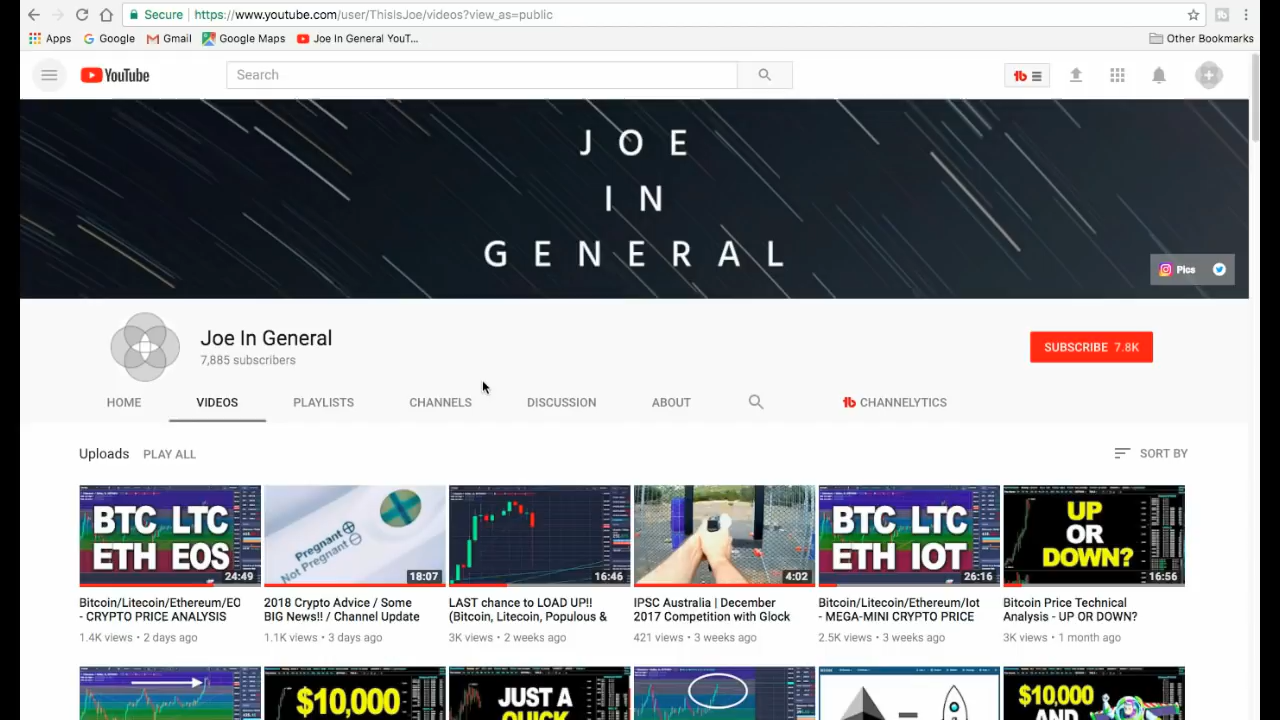 Secure https://www.youtube.com/user/ThisIsJoe/videos?view_as=public
Apps Google Gmail Google Maps Joe In General YouT... Other Bookmarks
YouTube Search
JOE
IN
GENERAL
Pics
Joe In General
7,885 subscribers
SUBSCRIBE 7.8K
HOME VIDEOS PLAYLISTS CHANNELS DISCUSSION ABOUT CHANNELYTICS
Uploads PLAY ALL SORT BY
BTC LTC
ETH EOS
24:49
Pregnant
Not Pregnant
18:07
16:46
4:02
BTC LTC
ETH IOT
26:16
UP
OR
DOWN?
16:56
Bitcoin/Litecoin/Ethereum/EO
- CRYPTO PRICE ANALYSIS
1.4K views • 2 days ago
2018 Crypto Advice / Some
BIG News!! / Channel Update
1.1K views • 3 days ago
LAST chance to LOAD UP!!
(Bitcoin, Litecoin, Populous &
3K views • 2 weeks ago
IPSC Australia | December
2017 Competition with Glock
421 views • 3 weeks ago
Bitcoin/Litecoin/Ethereum/Iot
- MEGA-MINI CRYPTO PRICE
2.5K views • 3 weeks ago
Bitcoin Price Technical
Analysis - UP OR DOWN?
3K views • 1 month ago
$10,000
JUST A
QUICK
$10,000
AND